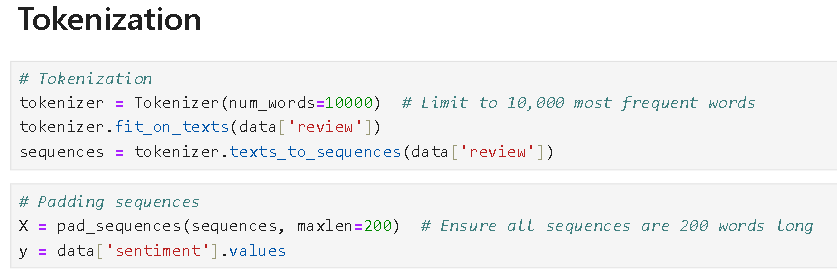 Tokenization
# Tokenization
tokenizer = Tokenizer(num_words=10000)  # Limit to 10,000 most frequent words
tokenizer.fit_on_texts(data['review'])
sequences = tokenizer.texts_to_sequences(data['review'])
# Padding sequences
X = pad_sequences(sequences, maxlen=200)  # Ensure all sequences are 200 words long
y = data['sentiment'].values